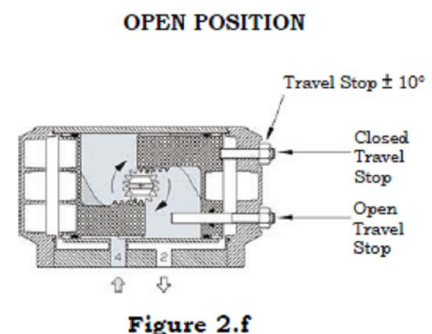 OPEN POSITION
Travel Stop ± 10°
Closed
Travel
Stop
Open
Travel
Stop
4
2
Figure 2.f